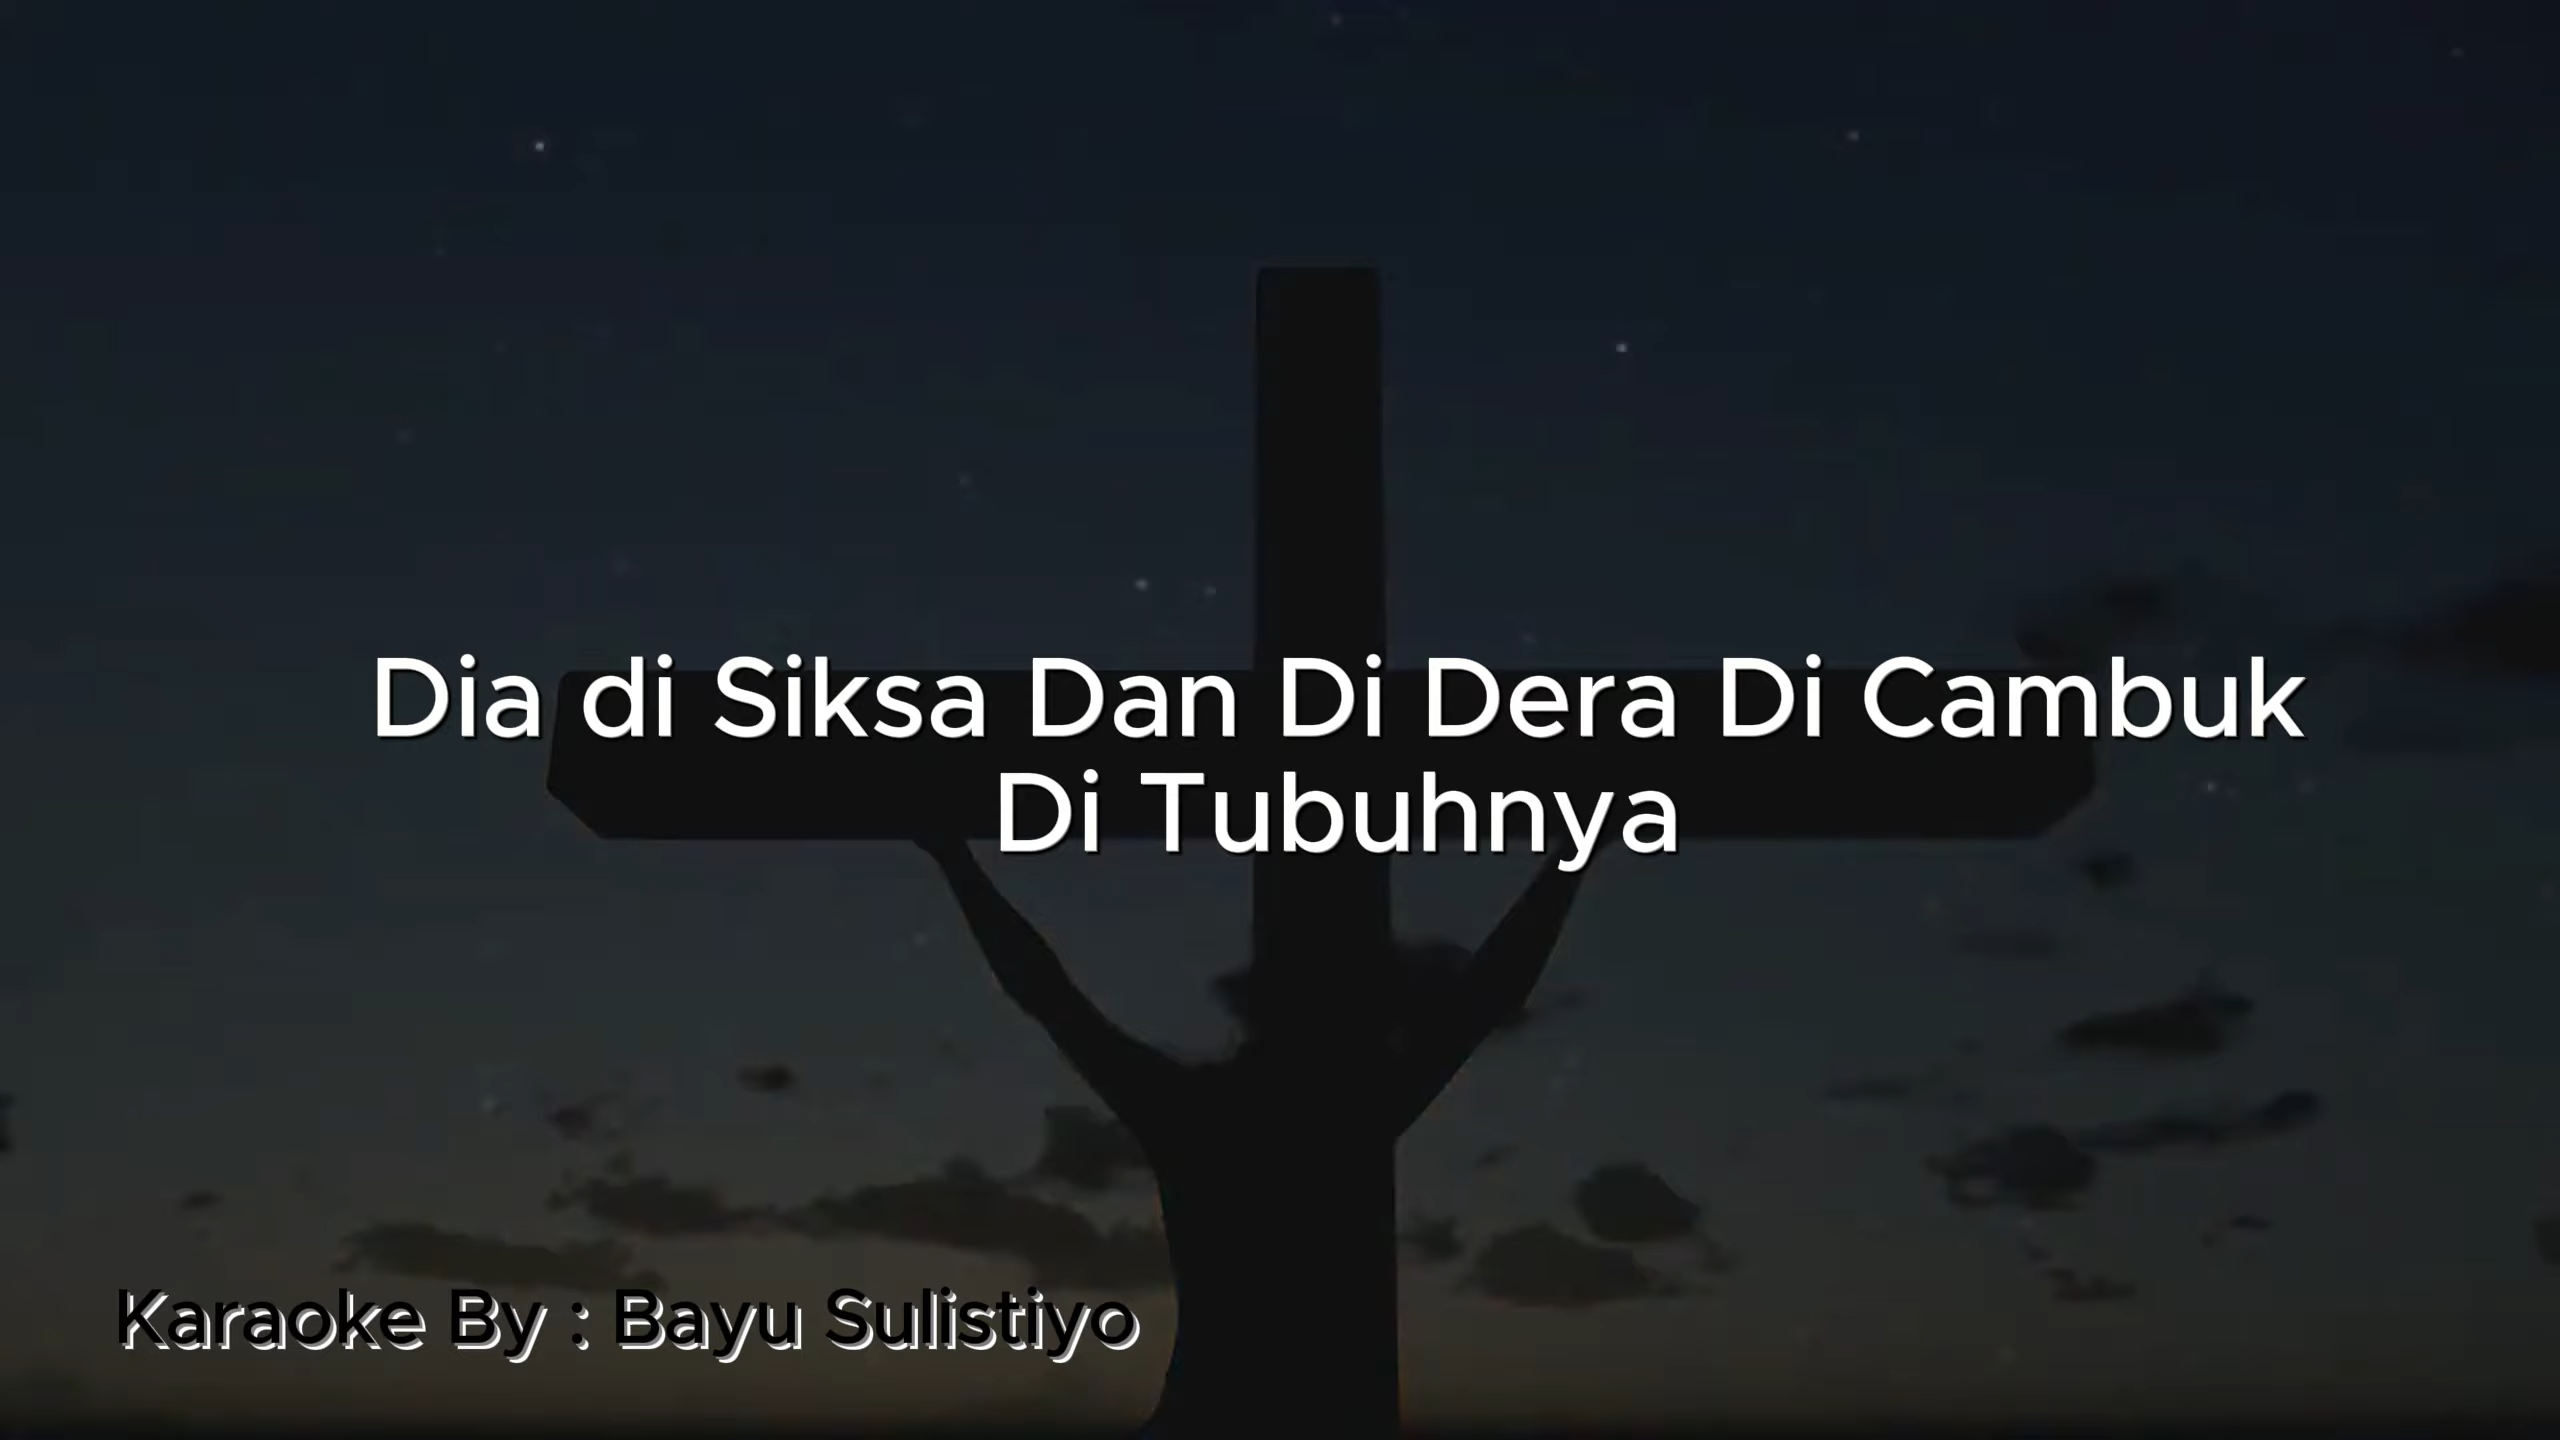 Dia di Siksa Dan Di Dera Di Cambuk
Di Tubuhnya
Karaoke By : Bayu Sulistiyo